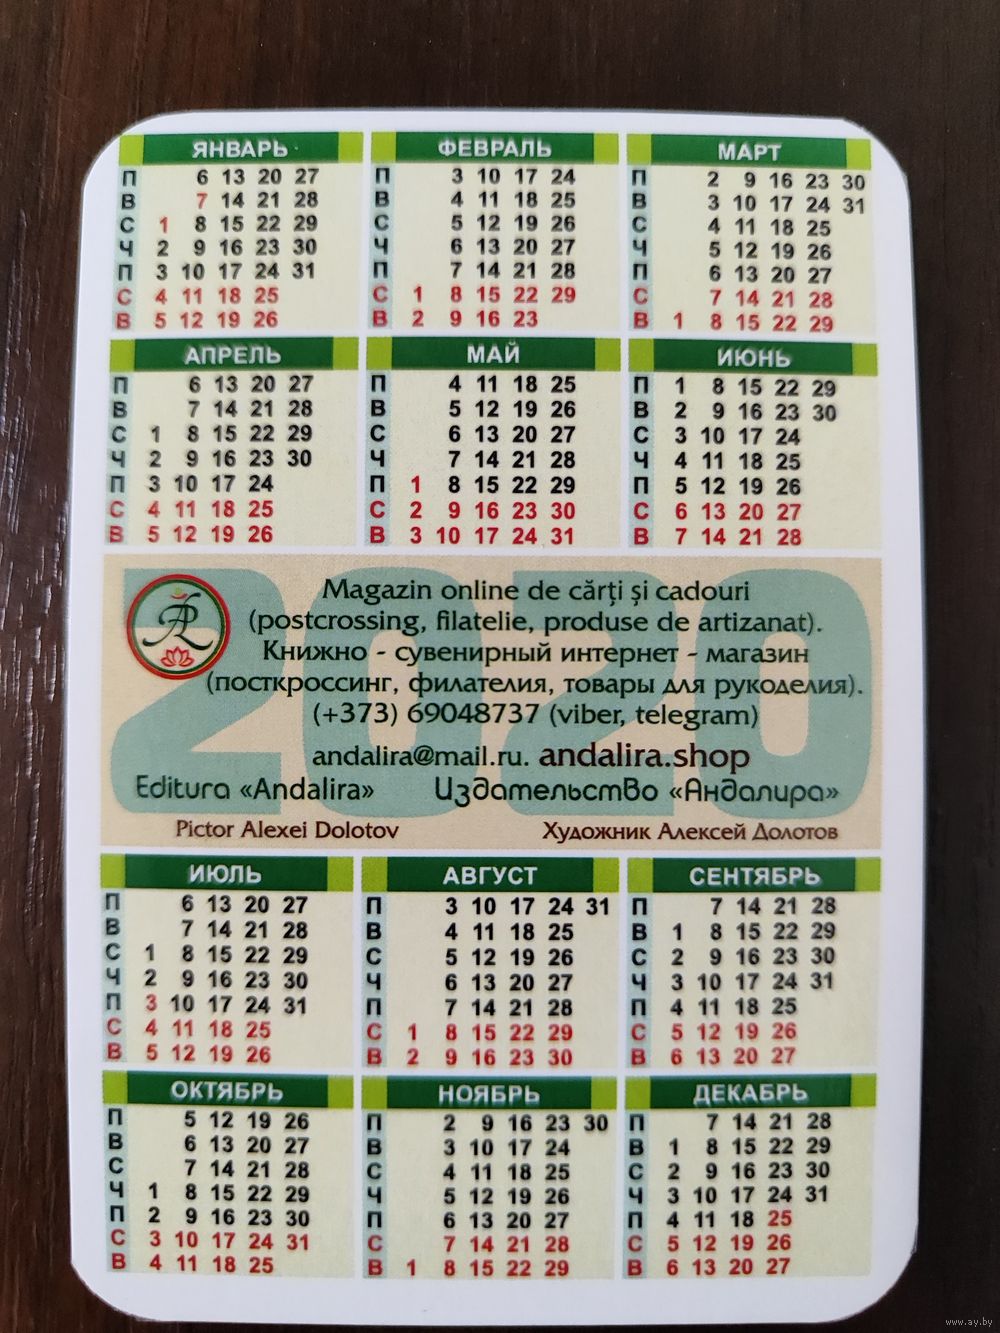 ЯНВАРЬ ФЕВРАЛЬ МАРТ
П 6 13 20 27 П 3 10 17 24 П 2 9 16 23 30
В 7 14 21 28 В 4 11 18 25 В 3 10 17 24 31
С 1 8 15 22 29 С 5 12 19 26 С 4 11 18 25
Ч 2 9 16 23 30 Ч 6 13 20 27 Ч 5 12 19 26
П 3 10 17 24 31 П 7 14 21 28 П 6 13 20 27
С 4 11 18 25 С 1 8 15 22 29 С 7 14 21 28
В 5 12 19 26 В 2 9 16 23 В 1 8 15 22 29
АПРЕЛЬ МАЙ ИЮНЬ
П 6 13 20 27 П 4 11 18 25 П 1 8 15 22 29
В 7 14 21 28 В 5 12 19 26 В 2 9 16 23 30
С 1 8 15 22 29 С 6 13 20 27 С 3 10 17 24
Ч 2 9 16 23 30 Ч 7 14 21 28 Ч 4 11 18 25
П 3 10 17 24 П 1 8 15 22 29 П 5 12 19 26
С 4 11 18 25 С 2 9 16 23 30 С 6 13 20 27
В 5 12 19 26 В 3 10 17 24 31 В 7 14 21 28
2020
Magazin online de cărți și cadouri
(postcrossing, filatelie, produse de artizanat).
Книжно - сувенирный интернет - магазин
(посткроссинг, филателия, товары для рукоделия).
(+373) 69048737 (viber, telegram)
andalira@mail.ru. andalira.shop
Editura «Andalira» Издательство «Андалира»
Pictor Alexei Dolotov Художник Алексей Долотов
ИЮЛЬ АВГУСТ СЕНТЯБРЬ
П 6 13 20 27 П 3 10 17 24 31 П 7 14 21 28
В 7 14 21 28 В 4 11 18 25 В 1 8 15 22 29
С 1 8 15 22 29 С 5 12 19 26 С 2 9 16 23 30
Ч 2 9 16 23 30 Ч 6 13 20 27 Ч 3 10 17 24 31
П 3 10 17 24 31 П 7 14 21 28 П 4 11 18 25
С 4 11 18 25 С 1 8 15 22 29 С 5 12 19 26
В 5 12 19 26 В 2 9 16 23 30 В 6 13 20 27
ОКТЯБРЬ НОЯБРЬ ДЕКАБРЬ
П 5 12 19 26 П 2 9 16 23 30 П 7 14 21 28
В 6 13 20 27 В 3 10 17 24 В 1 8 15 22 29
С 7 14 21 28 С 4 11 18 25 С 2 9 16 23 30
Ч 1 8 15 22 29 Ч 5 12 19 26 Ч 3 10 17 24 31
П 2 9 16 23 30 П 6 13 20 27 П 4 11 18 25
С 3 10 17 24 31 С 7 14 21 28 С 5 12 19 26
В 4 11 18 25 В 1 8 15 22 29 В 6 13 20 27
www.ay.by